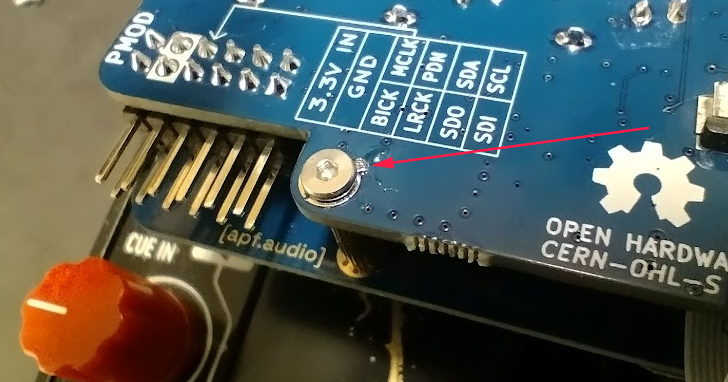 PMOD
3.3V IN
GND
BICK MCLK
LRCK PDN
SDO SDA
SDI SCL
OPEN HARDWA
CERN-OHL-S
[apf.audio]
CUE IN